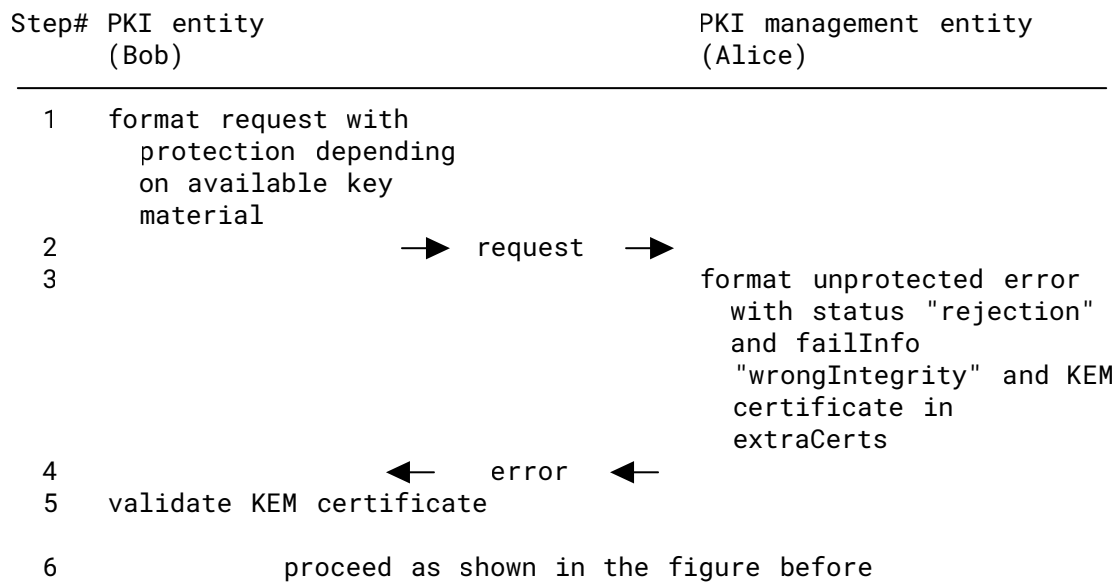 Step# PKI entity                           PKI management entity
      (Bob)                                (Alice)
  1   format request with
        protection depending
        on available key
        material
  2                     request
  3                                        format unprotected error
                                             with status "rejection"
                                             and failInfo
                                             "wrongIntegrity" and KEM
                                             certificate in
                                             extraCerts
  4                      error
  5   validate KEM certificate
  6              proceed as shown in the figure before